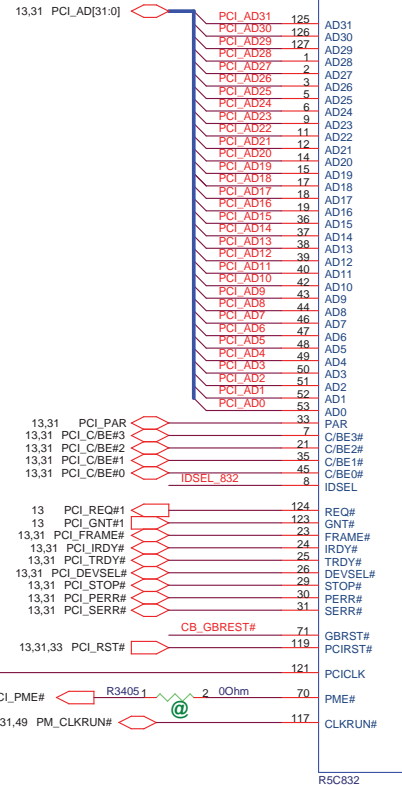 13,31 PCI_AD[31:0]
PCI_AD31 125 AD31
PCI_AD30 126 AD30
PCI_AD29 127 AD29
PCI_AD28 1 AD28
PCI_AD27 2 AD27
PCI_AD26 3 AD26
PCI_AD25 5 AD25
PCI_AD24 6 AD24
PCI_AD23 9 AD23
PCI_AD22 11 AD22
PCI_AD21 12 AD21
PCI_AD20 14 AD20
PCI_AD19 15 AD19
PCI_AD18 17 AD18
PCI_AD17 18 AD17
PCI_AD16 19 AD16
PCI_AD15 36 AD15
PCI_AD14 37 AD14
PCI_AD13 38 AD13
PCI_AD12 39 AD12
PCI_AD11 40 AD11
PCI_AD10 42 AD10
PCI_AD9 43 AD9
PCI_AD8 44 AD8
PCI_AD7 46 AD7
PCI_AD6 47 AD6
PCI_AD5 48 AD5
PCI_AD4 49 AD4
PCI_AD3 50 AD3
PCI_AD2 51 AD2
PCI_AD1 52 AD1
PCI_AD0 53 AD0
13,31 PCI_PAR 33 PAR
13,31 PCI_C/BE#3 7 C/BE3#
13,31 PCI_C/BE#2 21 C/BE2#
13,31 PCI_C/BE#1 35 C/BE1#
13,31 PCI_C/BE#0 45 C/BE0#
IDSEL_832 8 IDSEL
13 PCI_REQ#1 124 REQ#
13 PCI_GNT#1 123 GNT#
13,31 PCI_FRAME# 23 FRAME#
13,31 PCI_IRDY# 24 IRDY#
13,31 PCI_TRDY# 25 TRDY#
13,31 PCI_DEVSEL# 26 DEVSEL#
13,31 PCI_STOP# 29 STOP#
13,31 PCI_PERR# 30 PERR#
13,31 PCI_SERR# 31 SERR#
CB_GBREST# 71 GBRST#
13,31,33 PCI_RST# 119 PCIRST#
121 PCICLK
CI_PME# R3405 1 2 0Ohm 70 PME#
@
31,49 PM_CLKRUN# 117 CLKRUN#
R5C832